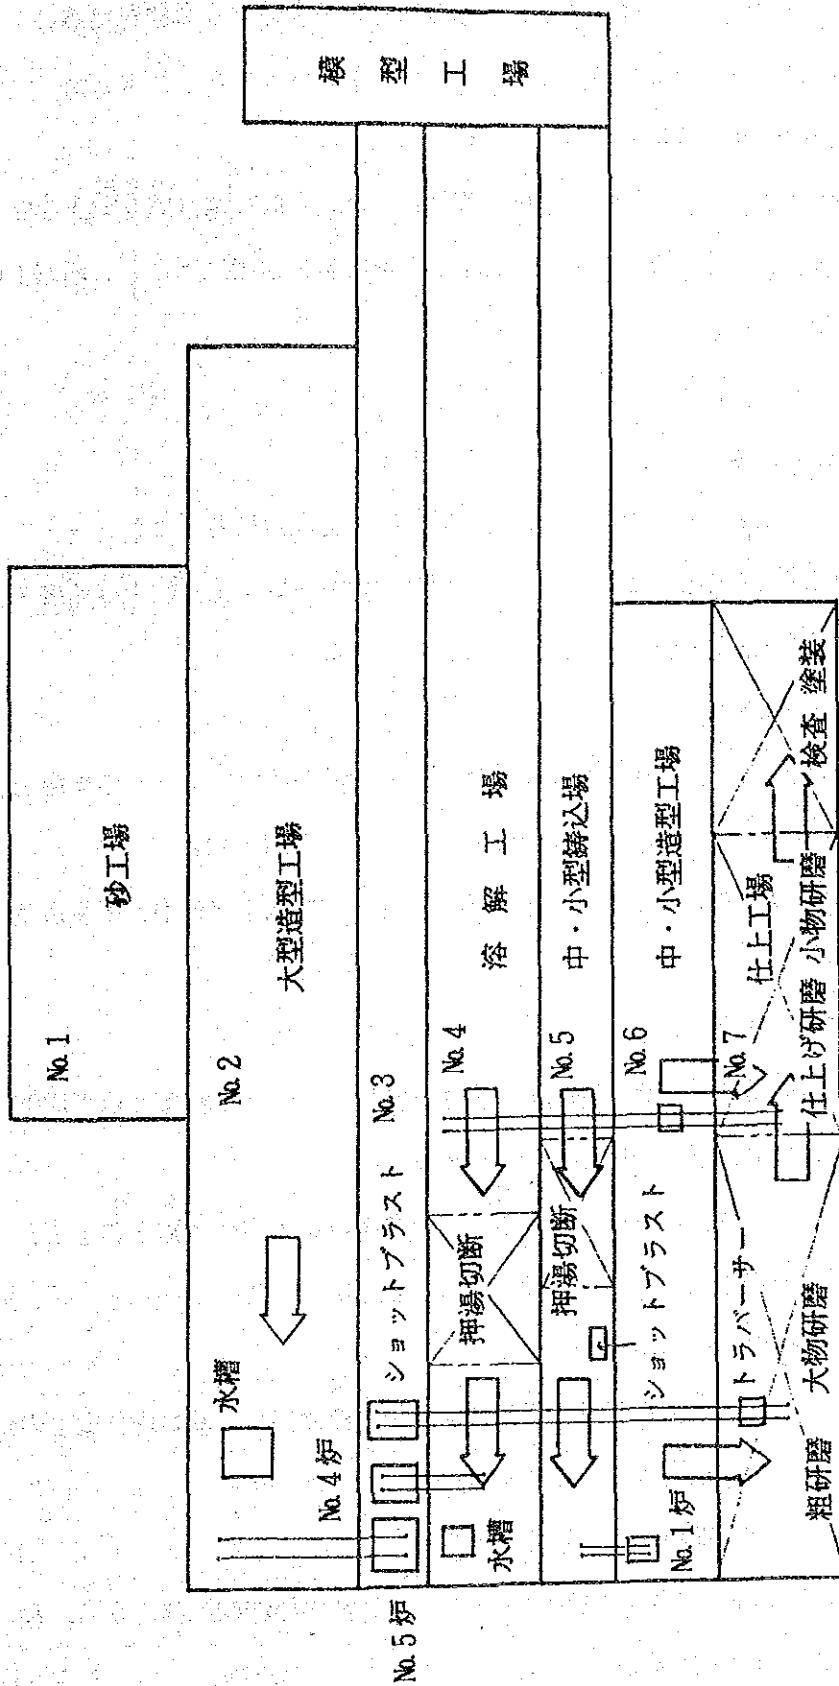 模型工場
No.1
砂工場
No.2
大型造型工場
水槽
No.4炉
No.5炉
ショットブラスト
No.3
No.4
溶解工場
押湯切断
水槽
No.5
中・小型鋳込場
押湯切断
No.6
中・小型造型工場
ショットブラスト
No.1炉
No.7
仕上工場
トラバーサー
粗研磨
大物研磨
仕上げ研磨
小物研磨
検査
塗装